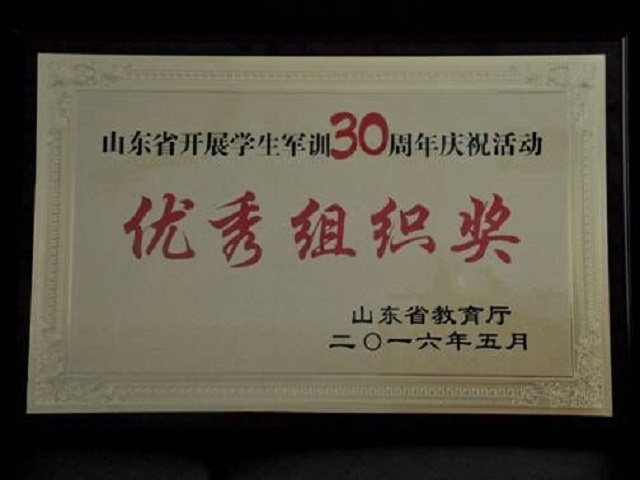 山东省开展学生军训30周年庆祝活动
优秀组织奖
山东省教育厅
二〇一六年五月